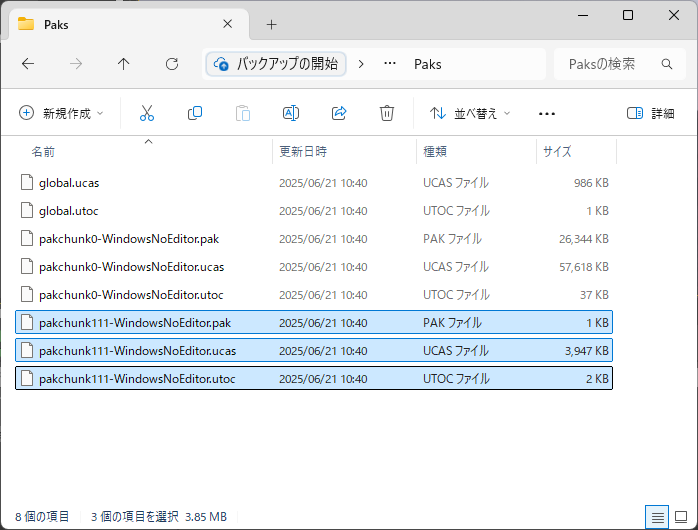 Paks
バックアップの開始 Paks Paksの検索
新規作成 並べ替え 詳細
名前 更新日時 種類 サイズ
global.ucas 2025/06/21 10:40 UCAS ファイル 986 KB
global.utoc 2025/06/21 10:40 UTOC ファイル 1 KB
pakchunk0-WindowsNoEditor.pak 2025/06/21 10:40 PAK ファイル 26,344 KB
pakchunk0-WindowsNoEditor.ucas 2025/06/21 10:40 UCAS ファイル 57,618 KB
pakchunk0-WindowsNoEditor.utoc 2025/06/21 10:40 UTOC ファイル 37 KB
pakchunk111-WindowsNoEditor.pak 2025/06/21 10:40 PAK ファイル 1 KB
pakchunk111-WindowsNoEditor.ucas 2025/06/21 10:40 UCAS ファイル 3,947 KB
pakchunk111-WindowsNoEditor.utoc 2025/06/21 10:40 UTOC ファイル 2 KB
8 個の項目 3 個の項目を選択 3.85 MB